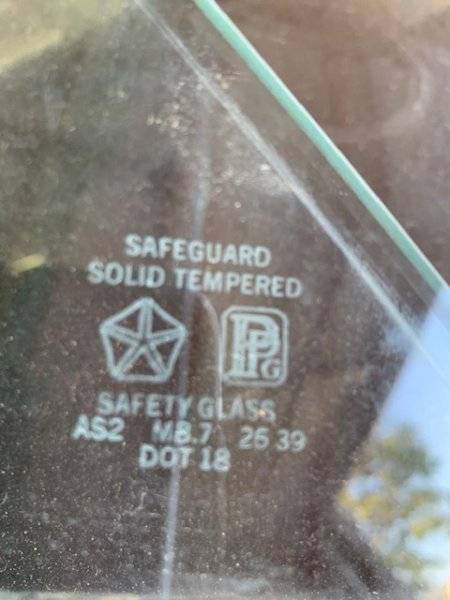 SAFEGUARD
SOLID TEMPERED
PPG
SAFETY GLASS
AS2 M8.7 26 39
DOT 18